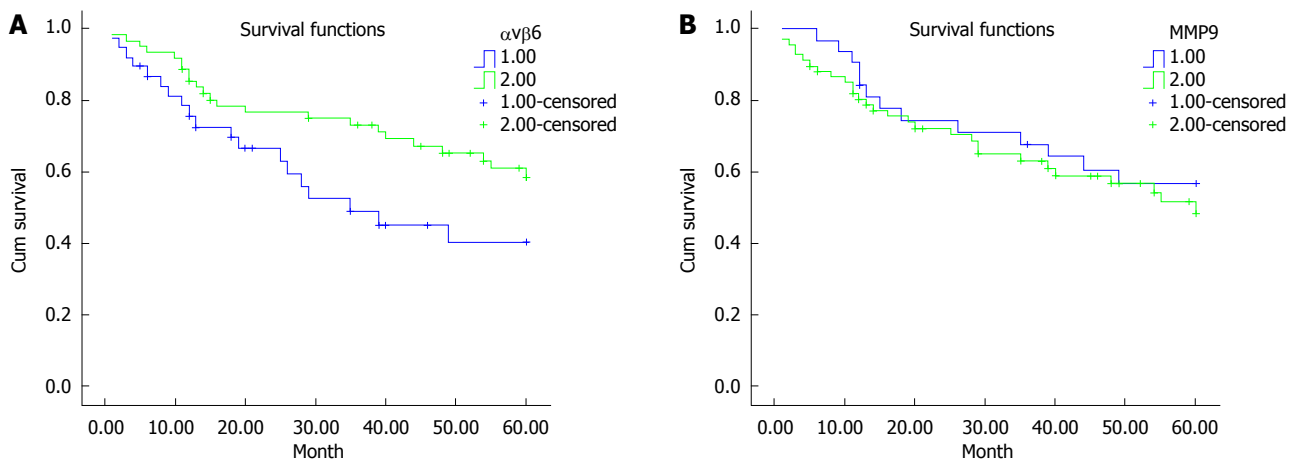 A
Survival functions
αvβ6
1.00
2.00
1.00-censored
2.00-censored
Cum survival
1.0
0.8
0.6
0.4
0.2
0.0
0.00 10.00 20.00 30.00 40.00 50.00 60.00
Month
B
Survival functions
MMP9
1.00
2.00
1.00-censored
2.00-censored
Cum survival
1.0
0.8
0.6
0.4
0.2
0.0
0.00 10.00 20.00 30.00 40.00 50.00 60.00
Month